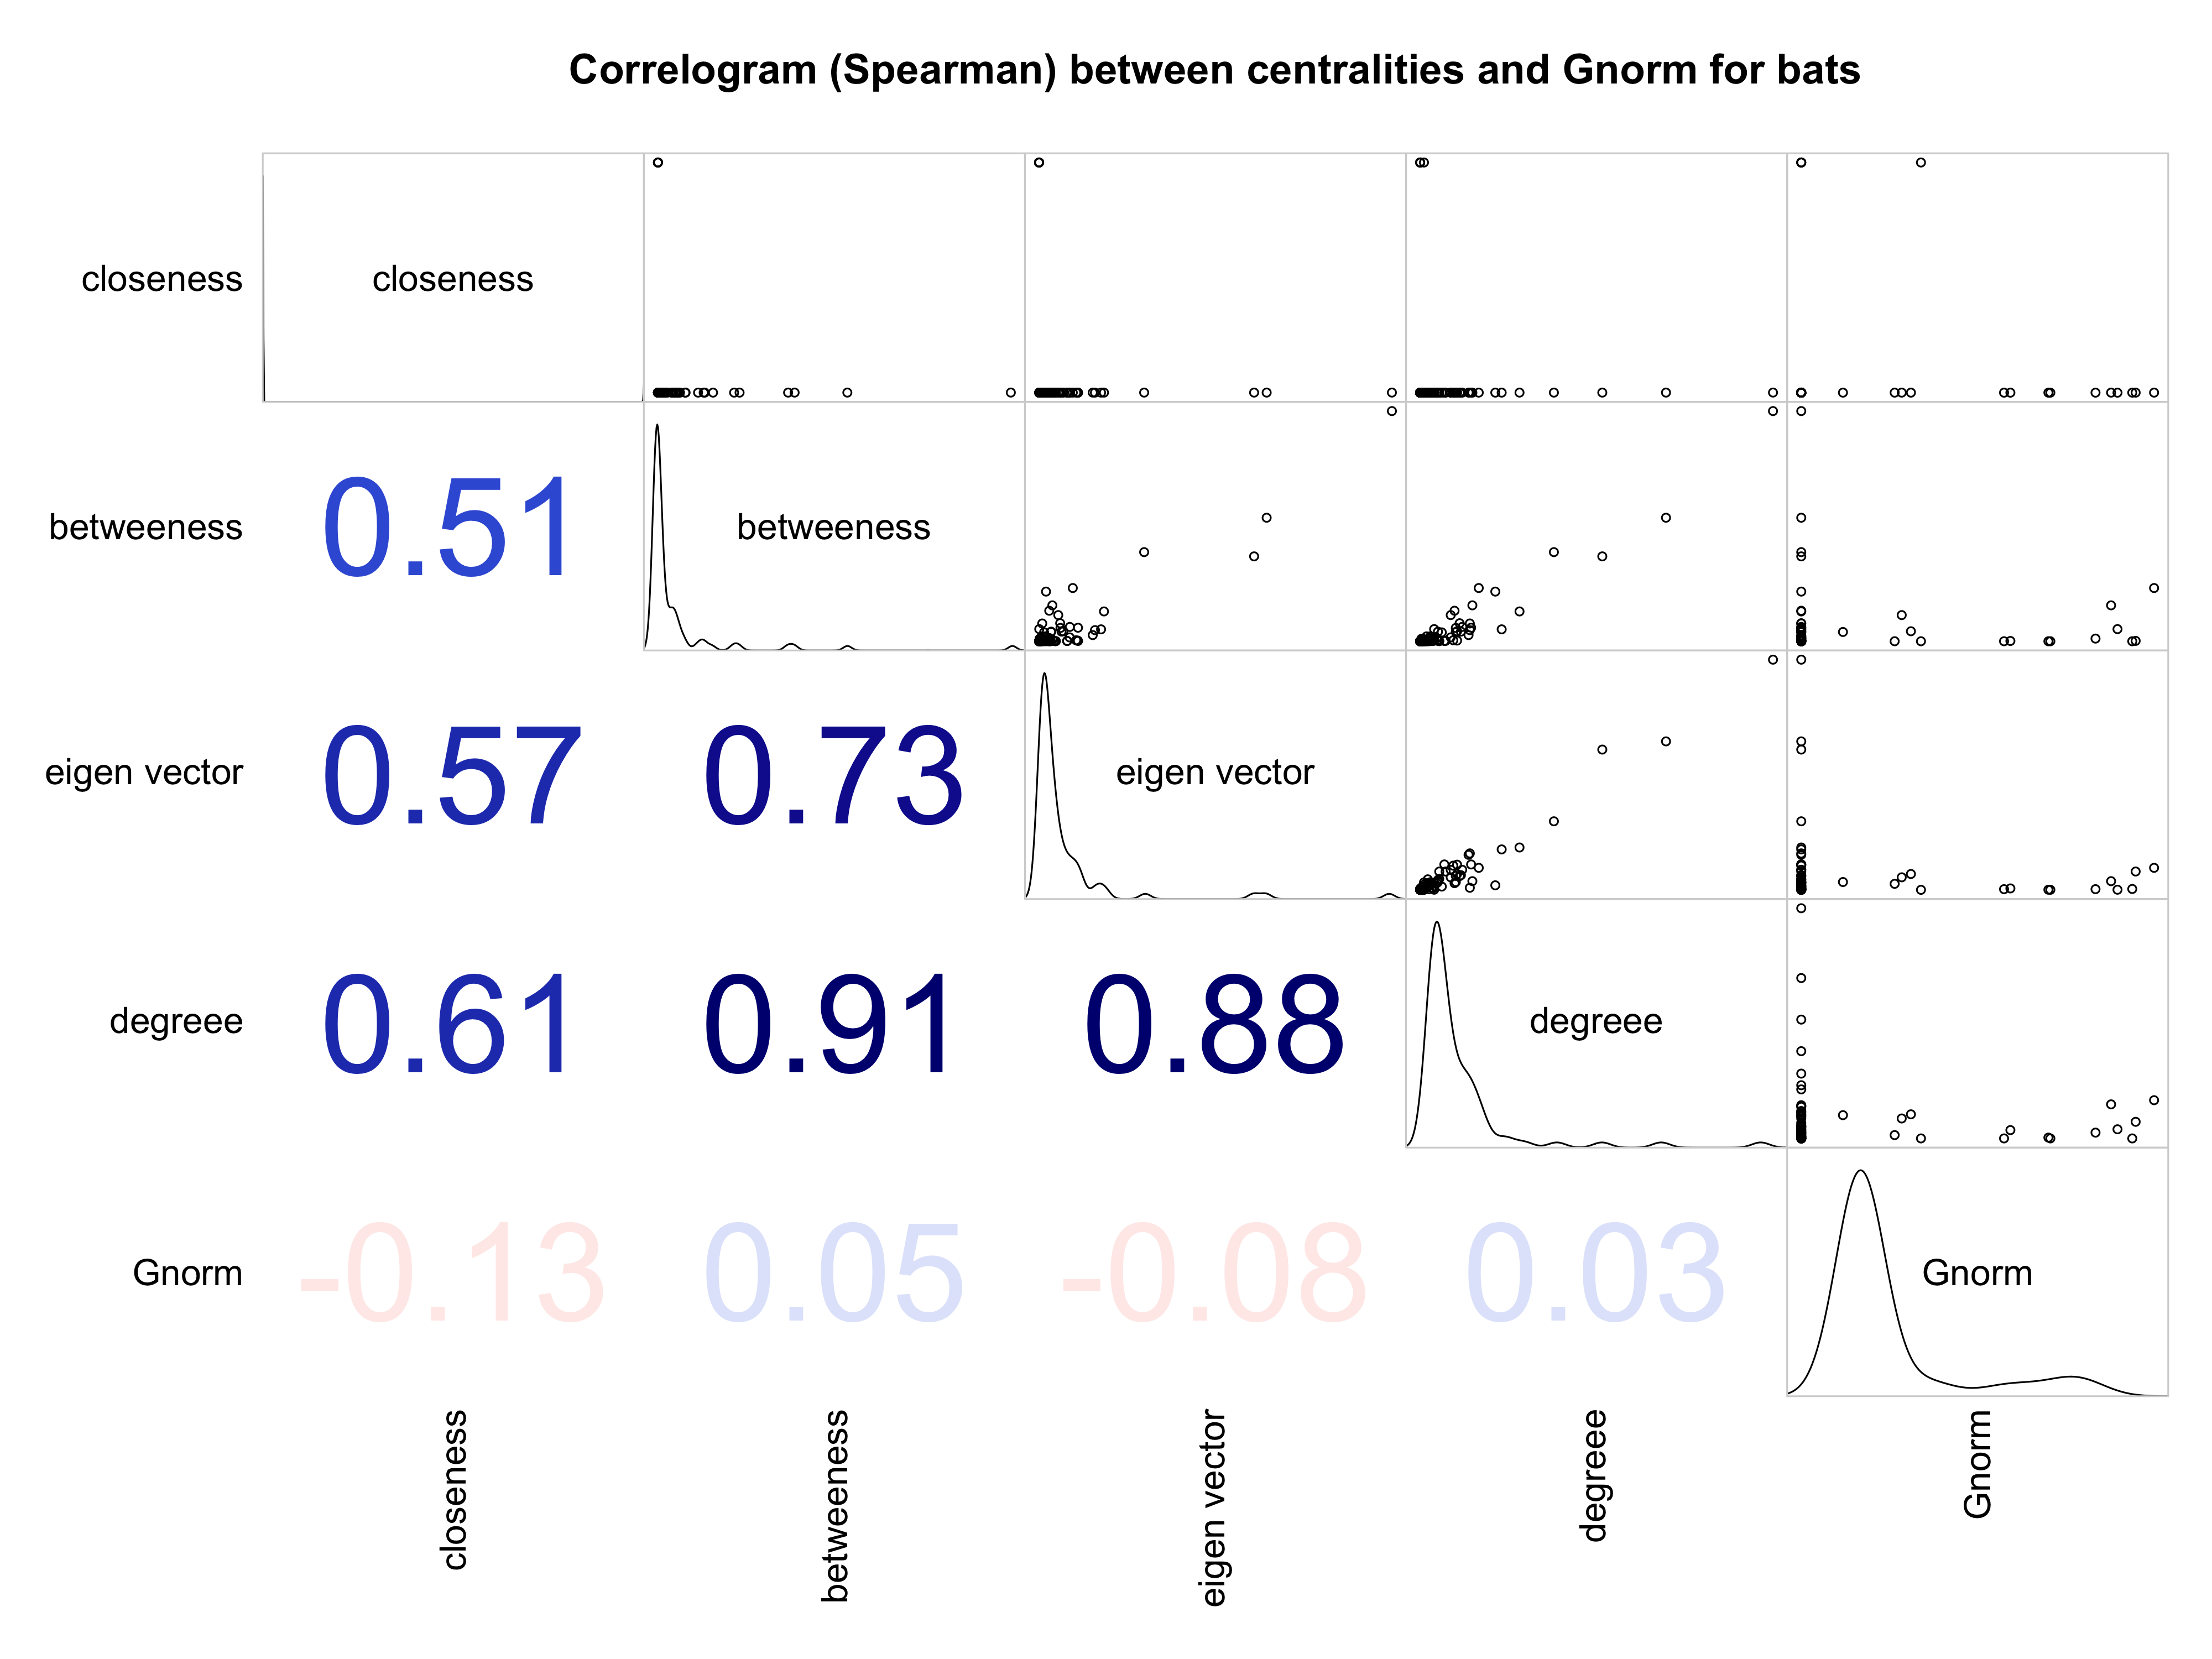 Correlogram (Spearman) between centralities and Gnorm for bats
closeness closeness
betweeness 0.51 betweeness
eigen vector 0.57 0.73 eigen vector
degreee 0.61 0.91 0.88 degreee
Gnorm -0.13 0.05 -0.08 0.03 Gnorm
closeness betweeness eigen vector degreee Gnorm